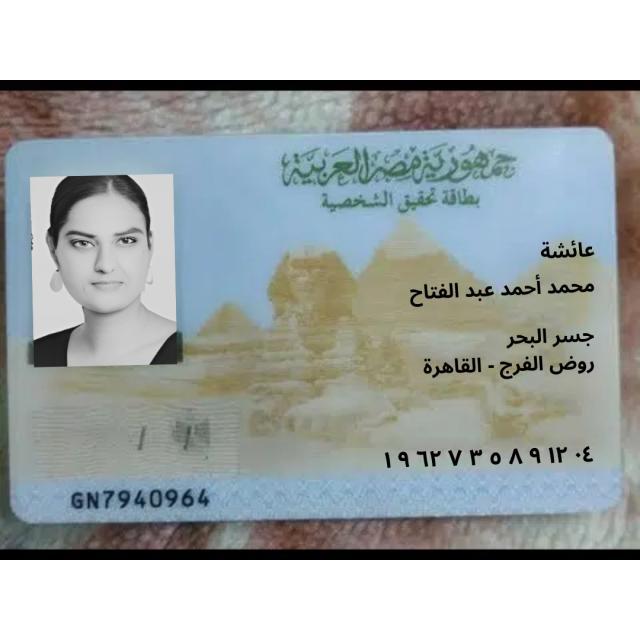 جمهورية مصر العربية
بطاقة تحقيق الشخصية
عائشة
محمد أحمد عبد الفتاح
جسر البحر
روض الفرج - القاهرة
١٩٦٢٧٣٥٨٩١٢٠٤
GN7940964